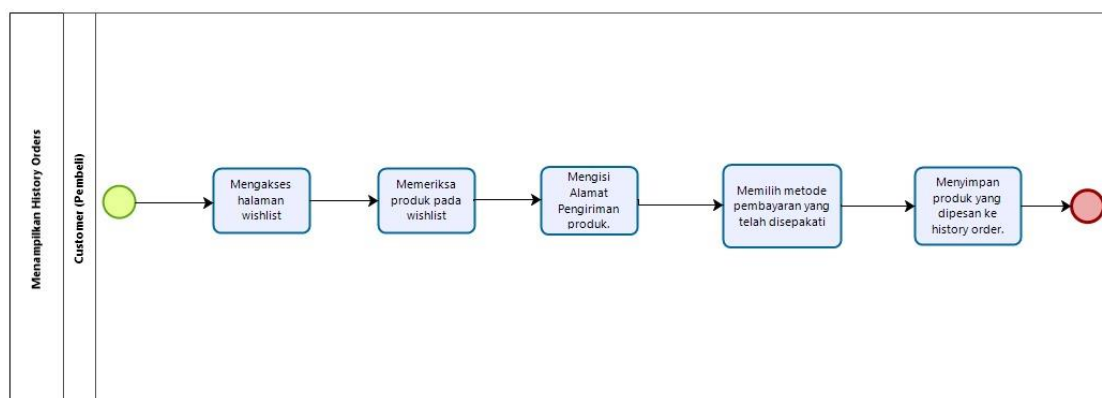 Menampilkan History Orders
Customer (Pembeli)
Mengakses
halaman
wishlist
Memeriksa
produk pada
wishlist
Mengisi
Alamat
Pengiriman
produk.
Memilih metode
pembayaran yang
telah disepakati
Menyimpan
produk yang
dipesan ke
history order.